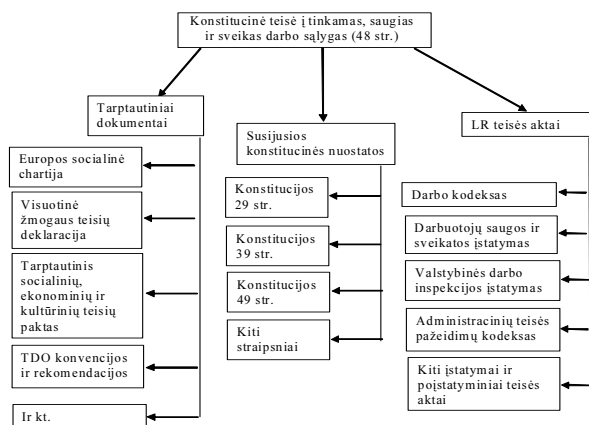 Konstitucinė teisė į tinkamas, saugias
ir sveikas darbo sąlygas (48 str.)
Tarptautiniai
dokumentai
Europos socialinė
chartija
Visuotinė
žmogaus teisių
deklaracija
Tarptautinis
socialinių,
ekonominių ir
kultūrinių teisių
paktas
TDO konvencijos
ir rekomendacijos
Ir kt.
Susijusios
konstitucinės nuostatos
Konstitucijos
29 str.
Konstitucijos
39 str.
Konstitucijos
49 str.
Kiti
straipsniai
LR teisės aktai
Darbo kodeksas
Darbuotojų saugos ir
sveikatos įstatymas
Valstybinės darbo
inspekcijos įstatymas
Administracinių teisės
pažeidimų kodeksas
Kiti įstatymai ir
poįstatyminiai teisės
aktai